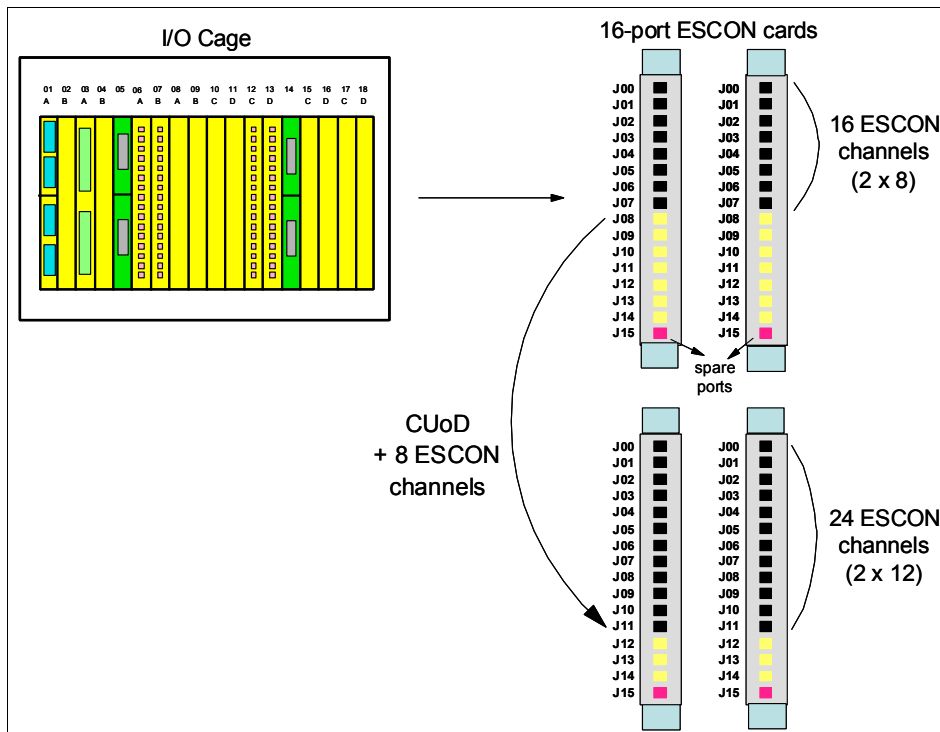 I/O Cage
01 02 03 04 05 06 07 08 09 10 11 12 13 14 15 16 17 18
A B A B A B A B C D C D C D C D
16-port ESCON cards
J00 J00
J01 J01
J02 J02
J03 J03
J04 J04
J05 J05
J06 J06
J07 J07
J08 J08
J09 J09
J10 J10
J11 J11
J12 J12
J13 J13
J14 J14
J15 J15
16 ESCON
channels
(2 x 8)
spare
ports
CUoD
+ 8 ESCON
channels
J00 J00
J01 J01
J02 J02
J03 J03
J04 J04
J05 J05
J06 J06
J07 J07
J08 J08
J09 J09
J10 J10
J11 J11
J12 J12
J13 J13
J14 J14
J15 J15
24 ESCON
channels
(2 x 12)